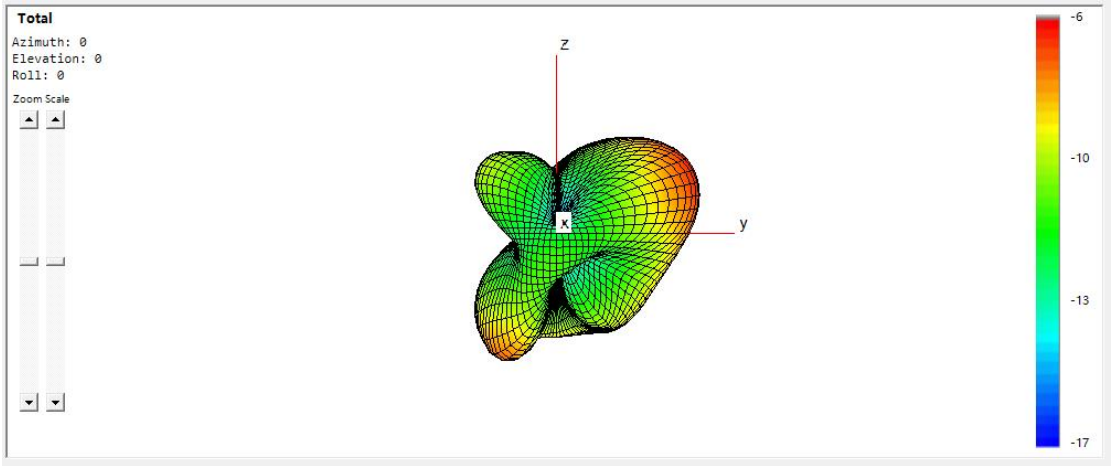 Total
Azimuth: 0
Elevation: 0
Roll: 0
Zoom Scale
z
x
y
-6
-10
-13
-17